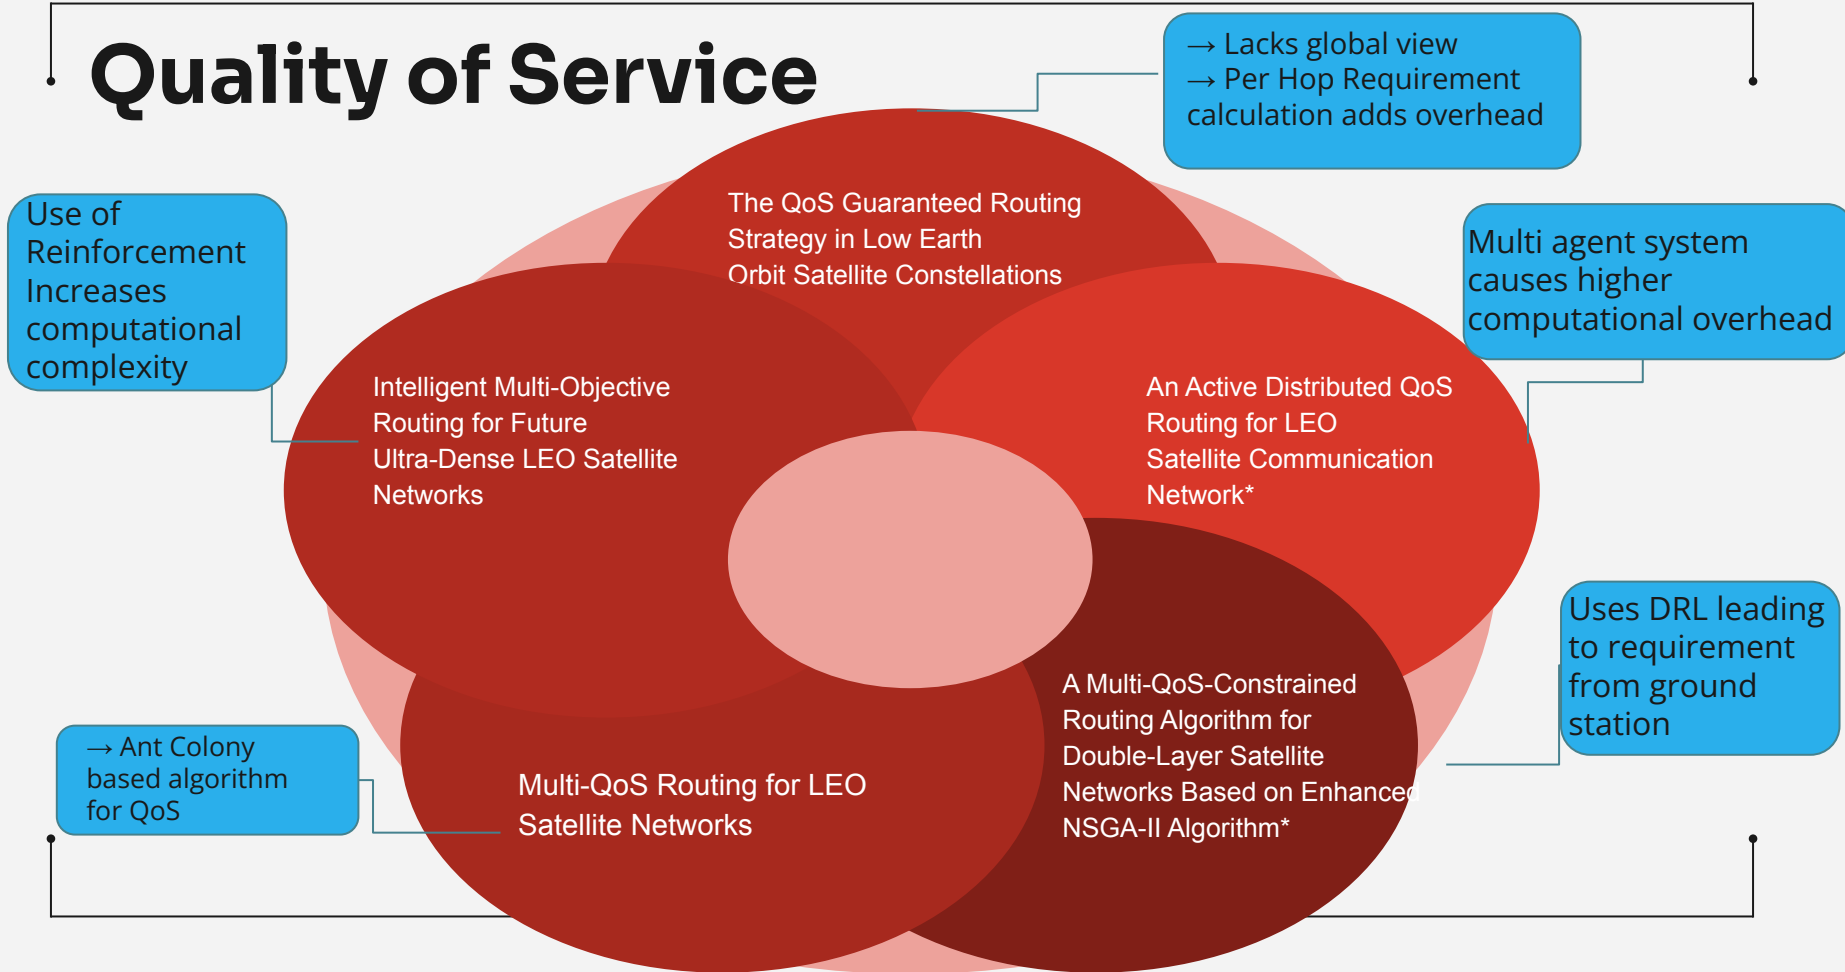 Quality of Service
→ Lacks global view
→ Per Hop Requirement
calculation adds overhead
The QoS Guaranteed Routing
Strategy in Low Earth
Orbit Satellite Constellations
Use of
Reinforcement
Increases
computational
complexity
Multi agent system
causes higher
computational overhead
Intelligent Multi-Objective
Routing for Future
Ultra-Dense LEO Satellite
Networks
An Active Distributed QoS
Routing for LEO
Satellite Communication
Network*
Uses DRL leading
to requirement
from ground
station
A Multi-QoS-Constrained
Routing Algorithm for
Double-Layer Satellite
Networks Based on Enhanced
NSGA-II Algorithm*
→ Ant Colony
based algorithm
for QoS
Multi-QoS Routing for LEO
Satellite Networks